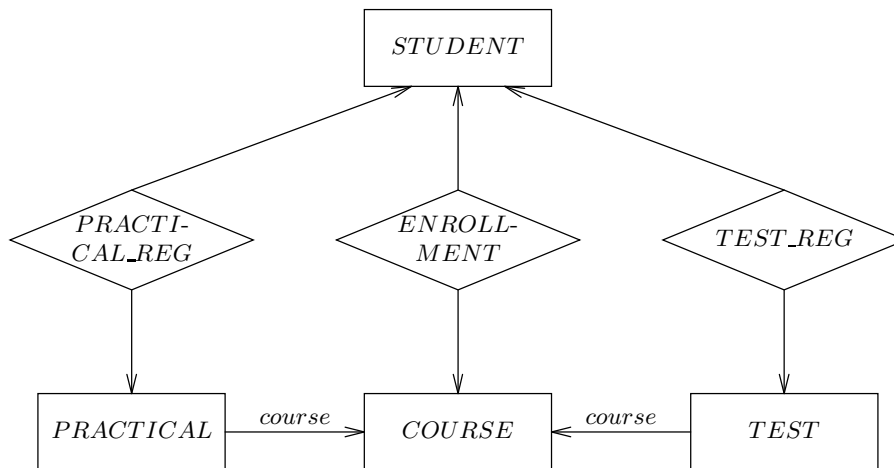 STUDENT
PRACTI-
CAL_REG
ENROLL-
MENT
TEST_REG
PRACTICAL
course
COURSE
course
TEST